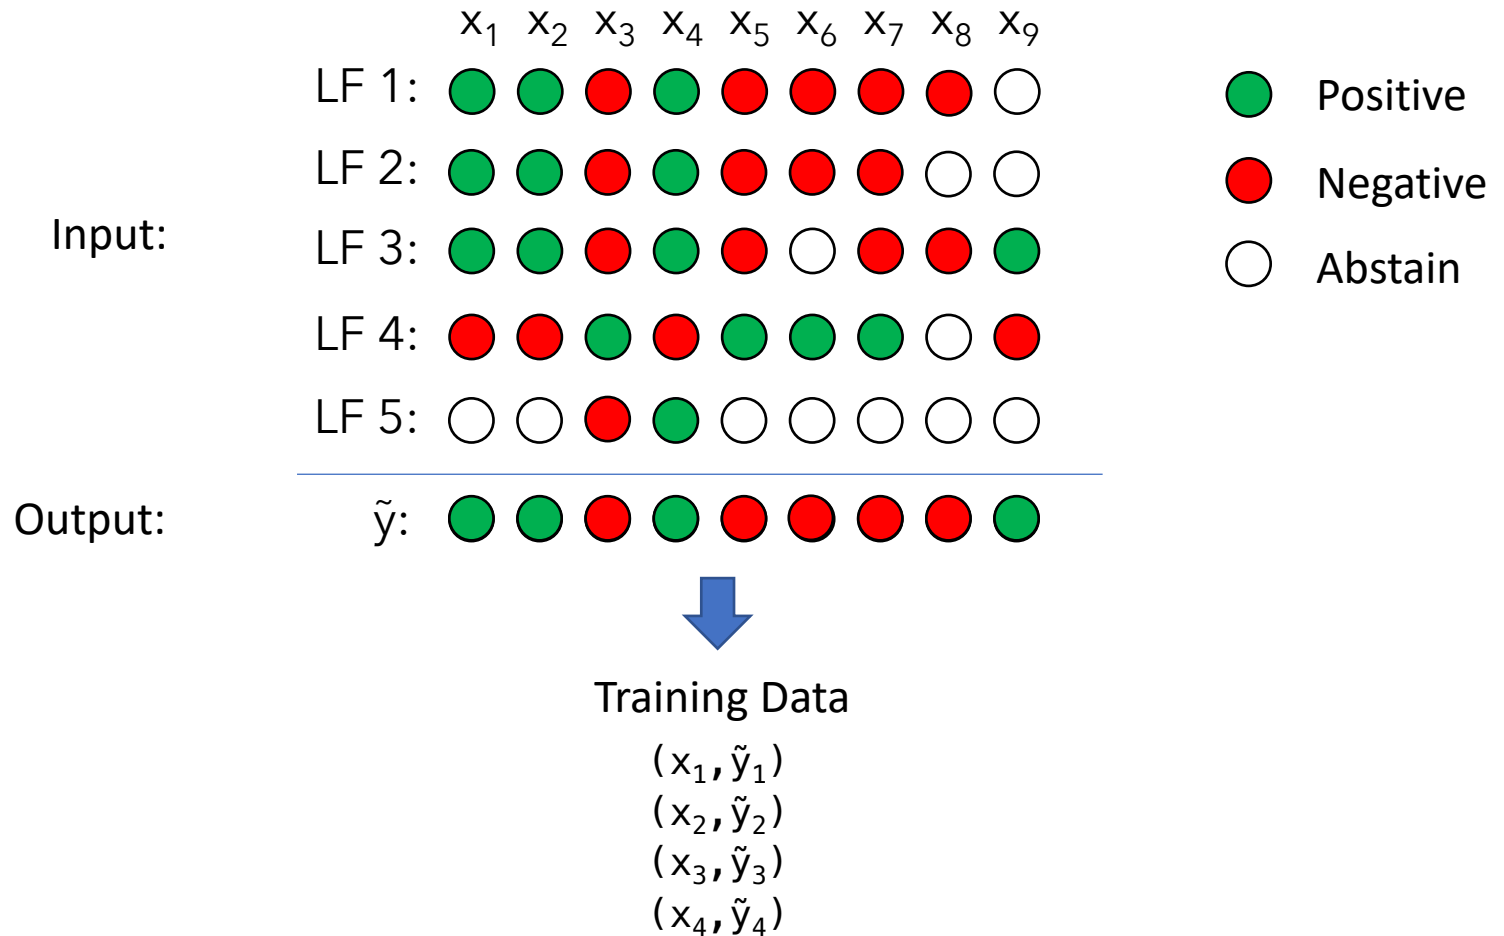 x₁ x₂ x₃ x₄ x₅ x₆ x₇ x₈ x₉
LF 1:
Positive
LF 2:
Negative
Input:
LF 3:
Abstain
LF 4:
LF 5:
Output:
ỹ:
Training Data
(x₁,ỹ₁)
(x₂,ỹ₂)
(x₃,ỹ₃)
(x₄,ỹ₄)